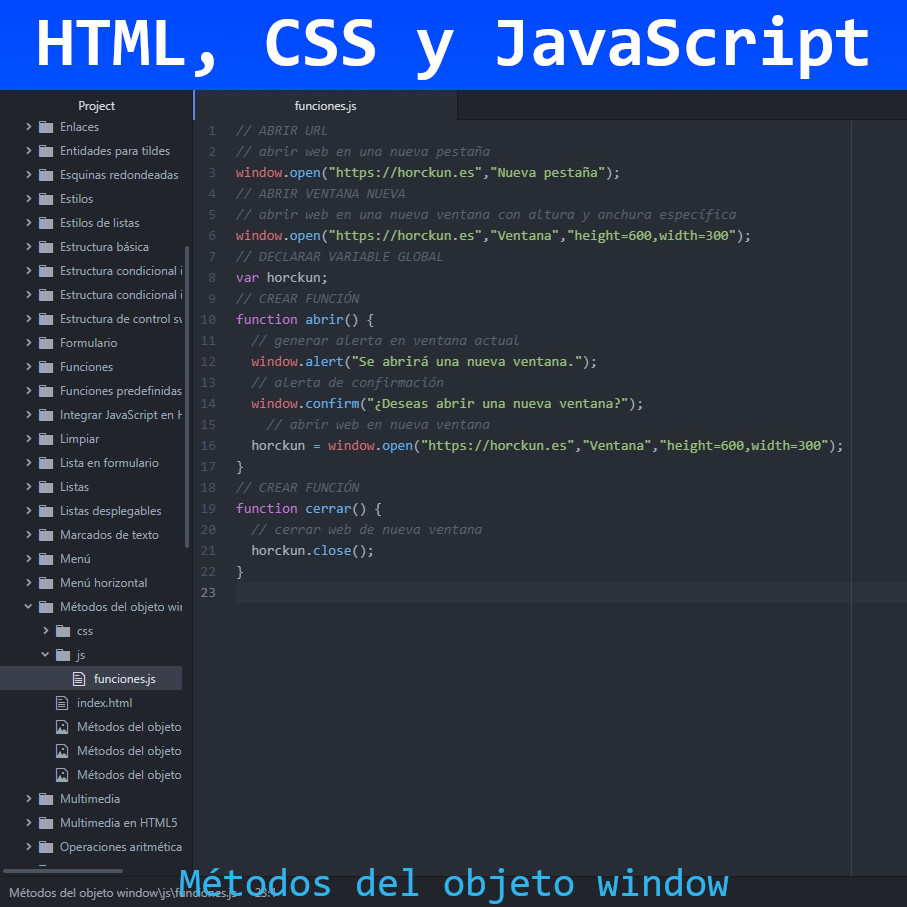 HTML, CSS y JavaScript
Project
Enlaces
Entidades para tildes
Esquinas redondeadas
Estilos
Estilos de listas
Estructura básica
Estructura condicional i
Estructura condicional i
Estructura de control sv
Formulario
Funciones
Funciones predefinidas
Integrar JavaScript en H
Limpiar
Lista en formulario
Listas
Listas desplegables
Marcados de texto
Menú
Menú horizontal
Métodos del objeto win
css
js
funciones.js
index.html
Métodos del objeto
Métodos del objeto
Métodos del objeto
Multimedia
Multimedia en HTML5
Operaciones aritmética
funciones.js
1 // ABRIR URL
2 // abrir web en una nueva pestaña
3 window.open("https://horckun.es","Nueva pestaña");
4 // ABRIR VENTANA NUEVA
5 // abrir web en una nueva ventana con altura y anchura específica
6 window.open("https://horckun.es","Ventana","height=600,width=300");
7 // DECLARAR VARIABLE GLOBAL
8 var horckun;
9 // CREAR FUNCIÓN
10 function abrir() {
11 // generar alerta en ventana actual
12 window.alert("Se abrirá una nueva ventana.");
13 // alerta de confirmación
14 window.confirm("¿Deseas abrir una nueva ventana?");
15 // abrir web en nueva ventana
16 horckun = window.open("https://horckun.es","Ventana","height=600,width=300");
17 }
18 // CREAR FUNCIÓN
19 function cerrar() {
20 // cerrar web de nueva ventana
21 horckun.close();
22 }
23
Métodos del objeto window\js\funciones.js 23:1
Métodos del objeto window